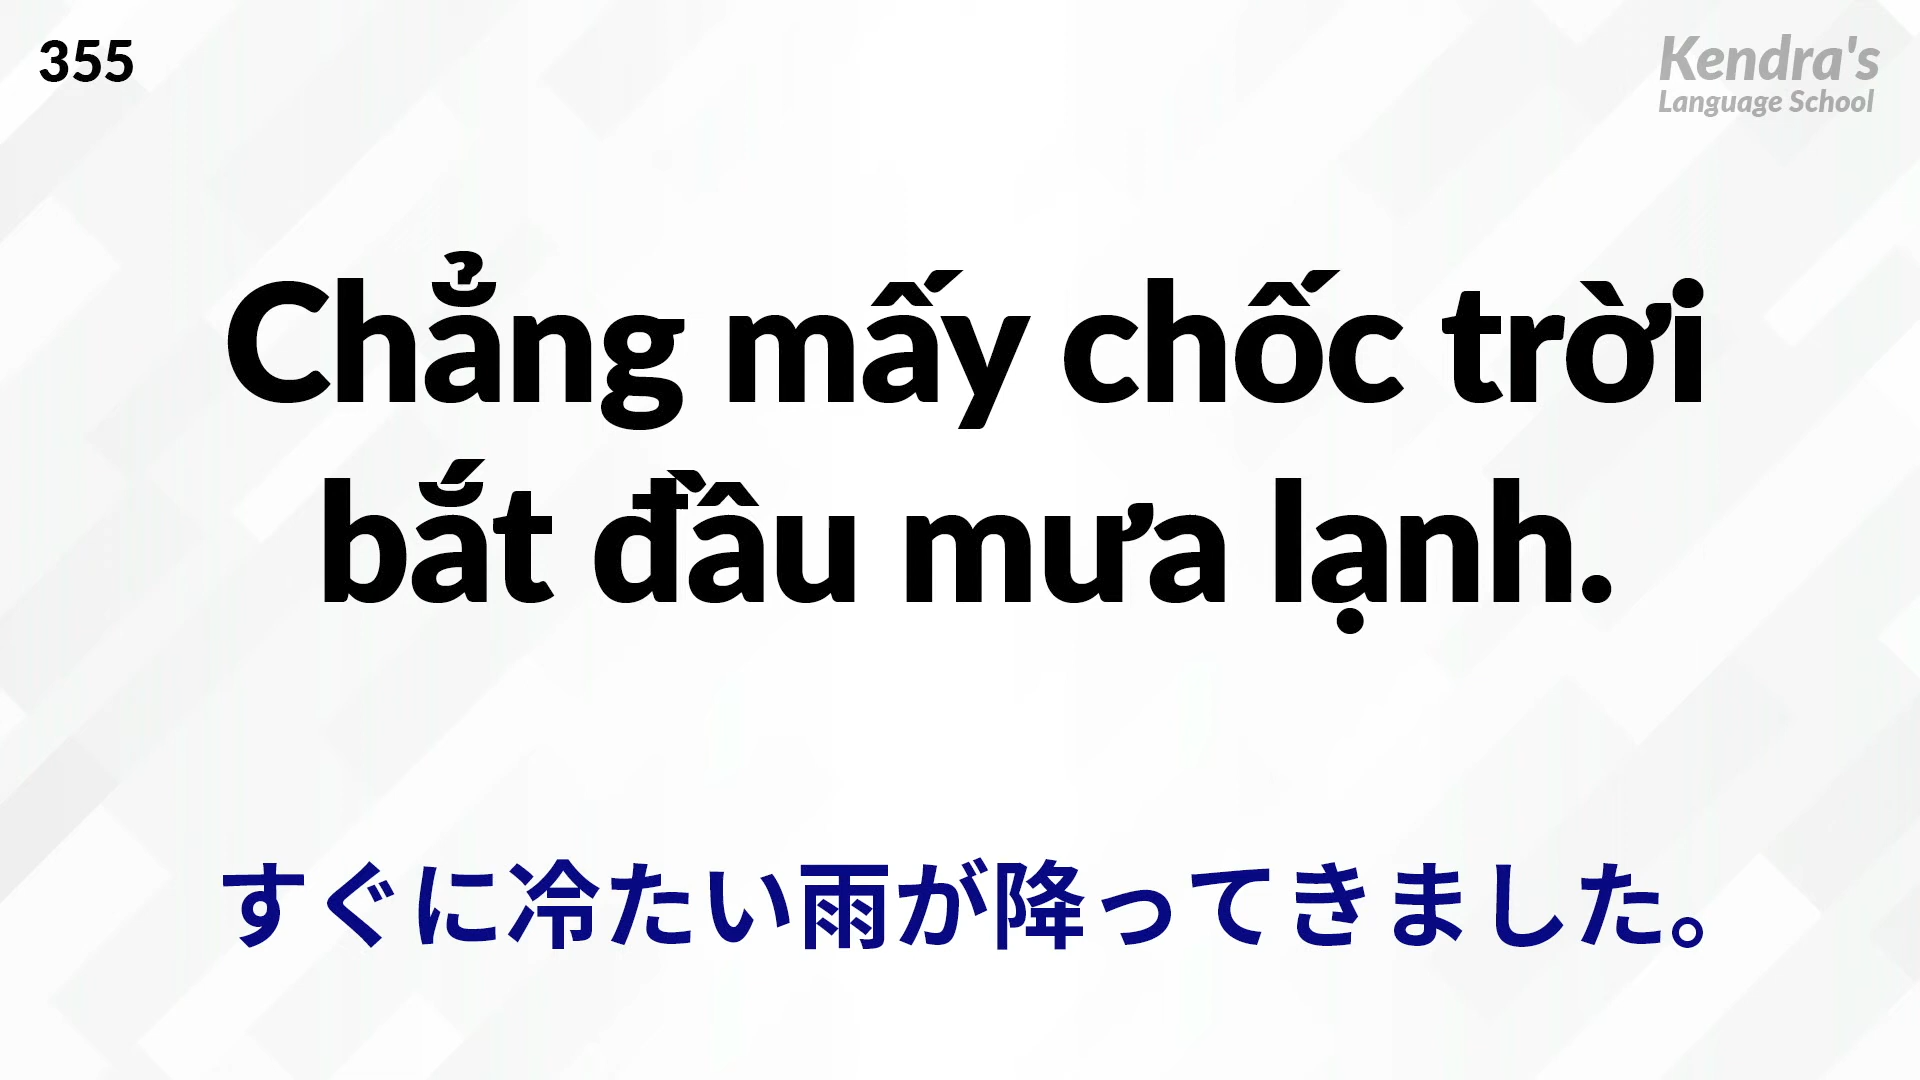 355
Kendra's
Language School
Chẳng mấy chốc trời
bắt đầu mưa lạnh.
すぐに冷たい雨が降ってきました。